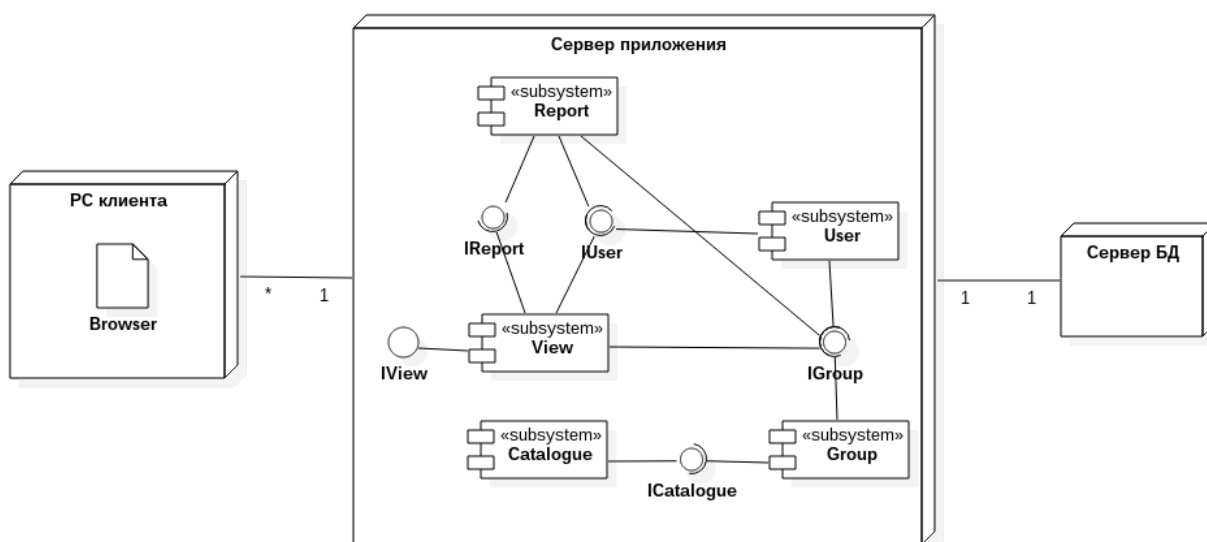 Сервер приложения
«subsystem»
Report
РС клиента
Browser
«subsystem»
User
IReport
IUser
Сервер БД
*
1
1
1
«subsystem»
View
IView
IGroup
«subsystem»
Catalogue
«subsystem»
Group
ICatalogue